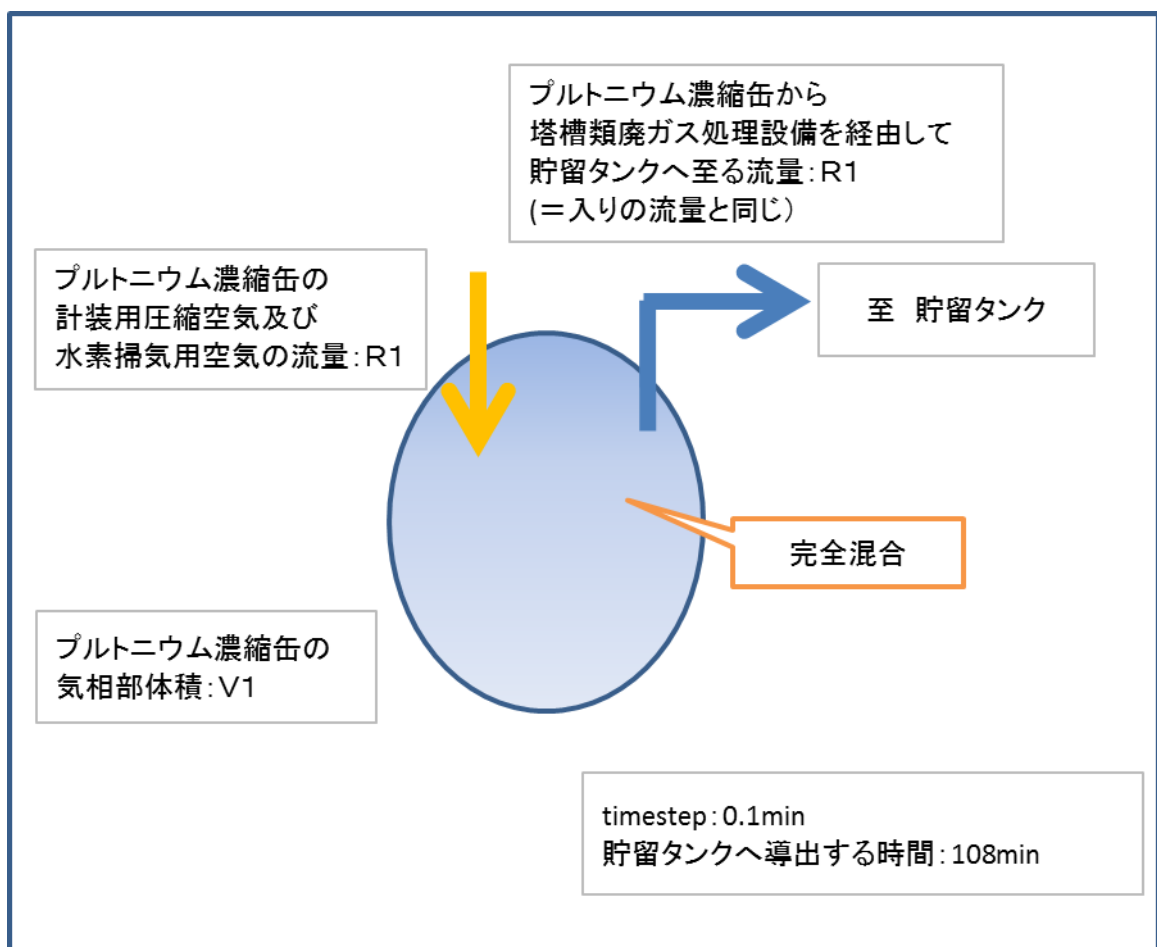 プルトニウム濃縮缶から
塔槽類廃ガス処理設備を経由して
貯留タンクへ至る流量:R1
(=入りの流量と同じ)
プルトニウム濃縮缶の
計装用圧縮空気及び
水素掃気用空気の流量:R1
至 貯留タンク
完全混合
プルトニウム濃縮缶の
気相部体積:V1
timestep:0.1min
貯留タンクへ導出する時間:108min